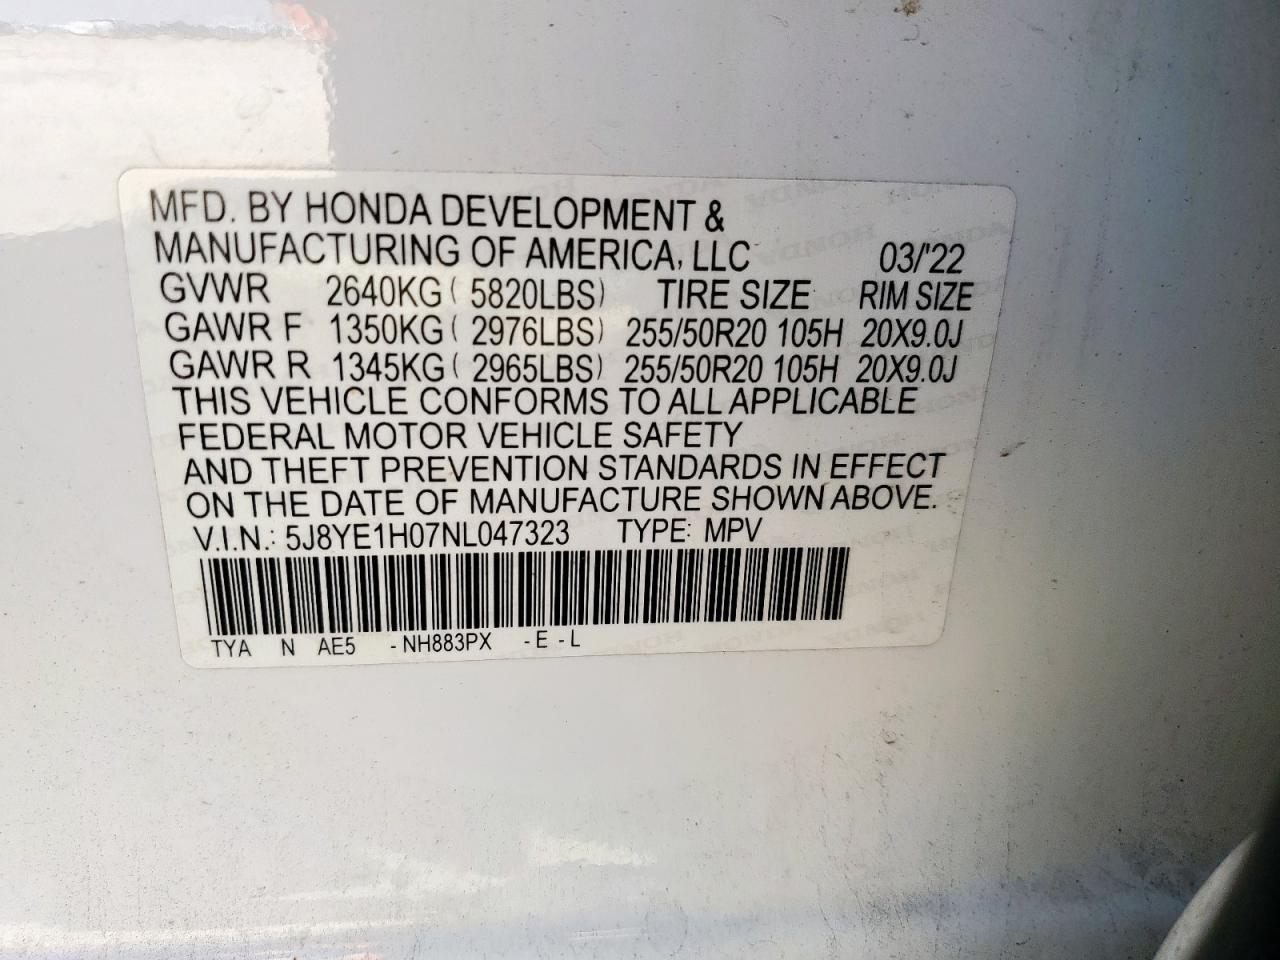 MFD. BY HONDA DEVELOPMENT &
MANUFACTURING OF AMERICA, LLC 03/'22
GVWR 2640KG ( 5820LBS) TIRE SIZE RIM SIZE
GAWR F 1350KG ( 2976LBS) 255/50R20 105H 20X9.0J
GAWR R 1345KG ( 2965LBS) 255/50R20 105H 20X9.0J
THIS VEHICLE CONFORMS TO ALL APPLICABLE
FEDERAL MOTOR VEHICLE SAFETY
AND THEFT PREVENTION STANDARDS IN EFFECT
ON THE DATE OF MANUFACTURE SHOWN ABOVE.
V.I.N.: 5J8YE1H07NL047323 TYPE: MPV
TYA N AE5 - NH883PX - E - L